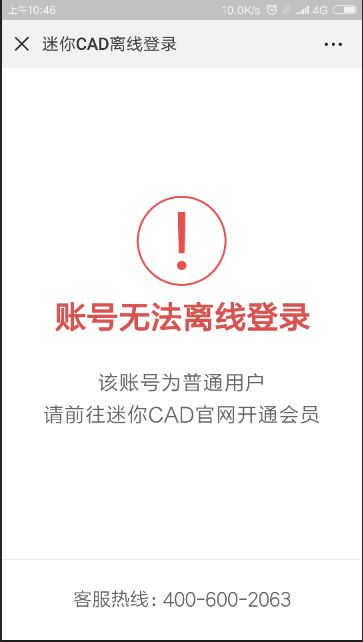 上午10:46 10.0K/s 4G
迷你CAD离线登录
!
账号无法离线登录
该账号为普通用户
请前往迷你CAD官网开通会员
客服热线：400-600-2063